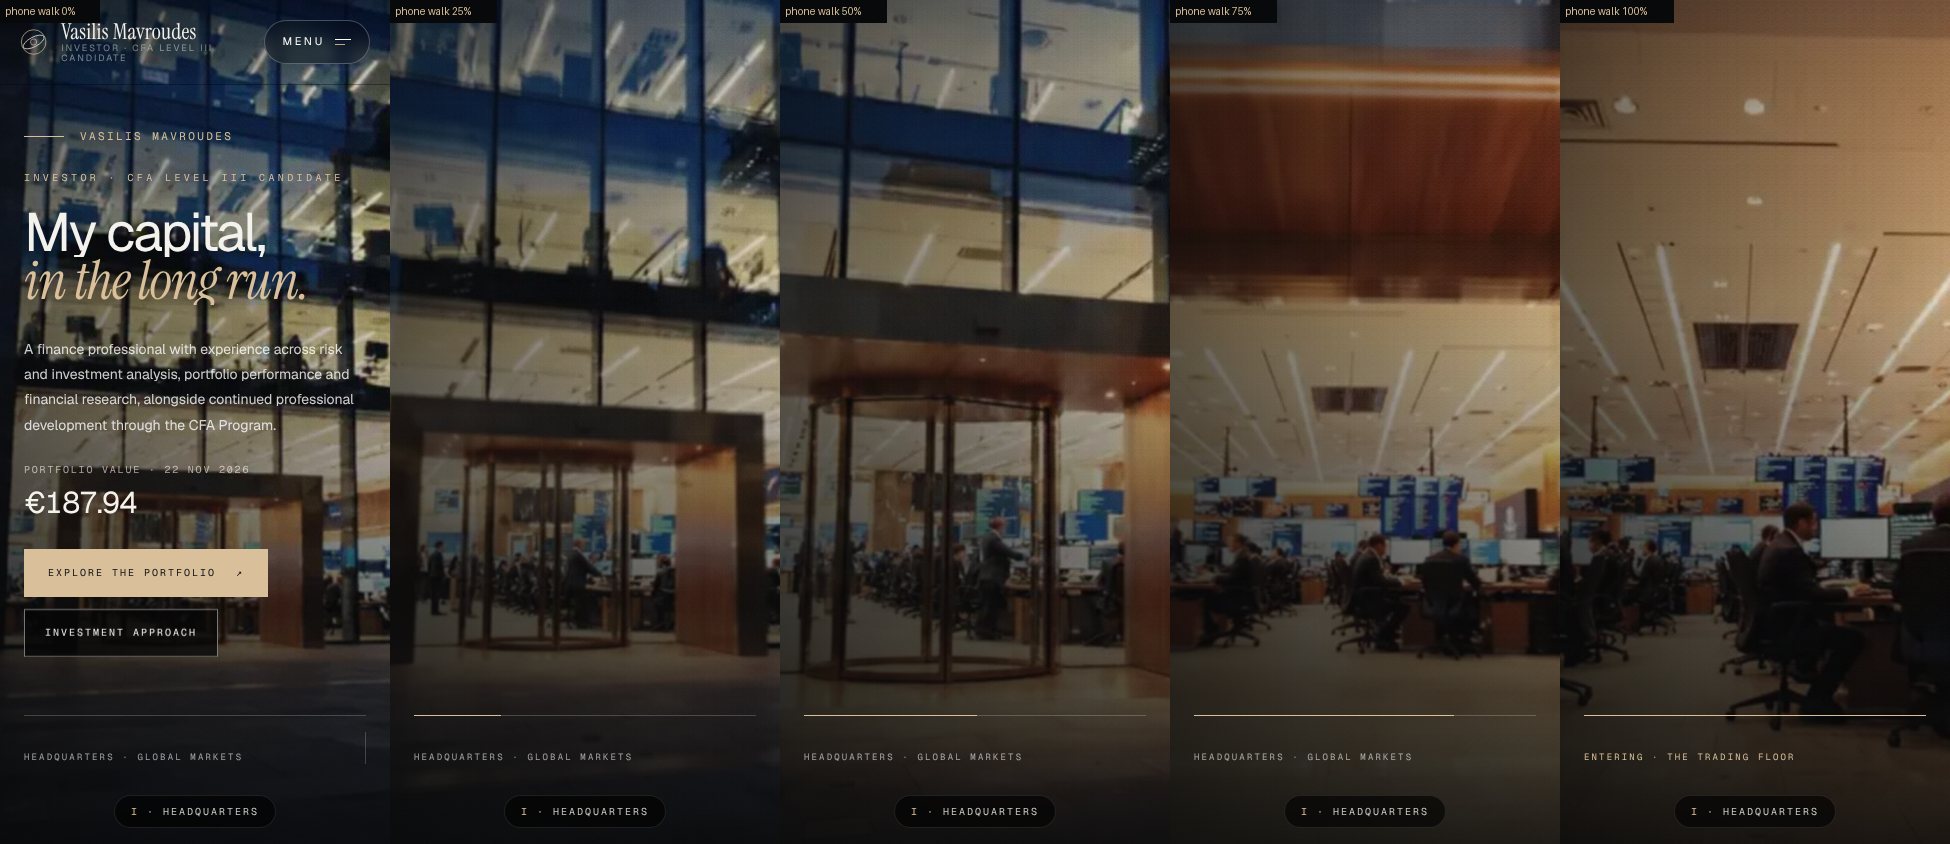 phone walk 0%
Vasilis Mavroudes
INVESTOR · CFA LEVEL III
CANDIDATE
MENU
VASILIS MAVROUDES
INVESTOR · CFA LEVEL III CANDIDATE
My capital,
in the long run.
A finance professional with experience across risk
and investment analysis, portfolio performance and
financial research, alongside continued professional
development through the CFA Program.
PORTFOLIO VALUE · 22 NOV 2026
€187.94
EXPLORE THE PORTFOLIO ↗
INVESTMENT APPROACH
HEADQUARTERS · GLOBAL MARKETS
I · HEADQUARTERS
phone walk 25%
HEADQUARTERS · GLOBAL MARKETS
I · HEADQUARTERS
phone walk 50%
HEADQUARTERS · GLOBAL MARKETS
I · HEADQUARTERS
phone walk 75%
HEADQUARTERS · GLOBAL MARKETS
I · HEADQUARTERS
phone walk 100%
ENTERING · THE TRADING FLOOR
I · HEADQUARTERS